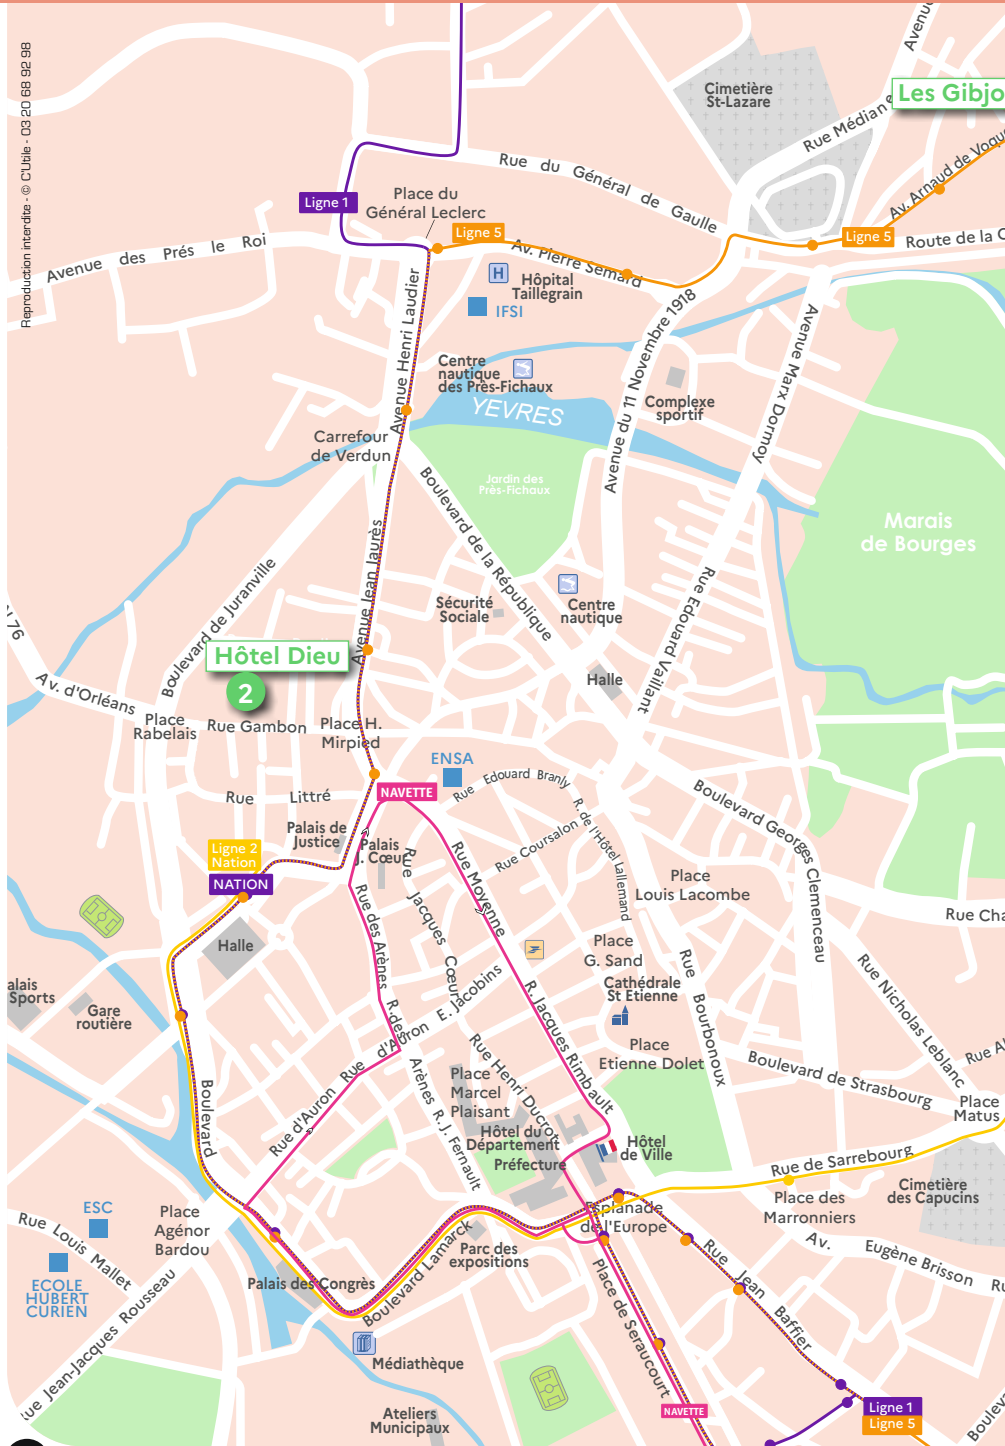 Reproduction interdite - © C'Utile - 03 20 68 92 98
Cimetière
St-Lazare
Avenu
Les Gibjo
Rue Médiane
Av. Arnaud de Vogu
Rue du Général de Gaulle
Ligne 1
Place du
Général Leclerc
Ligne 5
Ligne 5
Route de la C
Avenue des Prés le Roi
Av. Pierre Semard
H
Hôpital
Taillegrain
IFSI
Avenue Henri Laudier
Avenue du 11 Novembre 1918
Avenue Marx Dormoy
Centre
nautique
des Près-Fichaux
YEVRES
Complexe
sportif
Carrefour
de Verdun
Jardin des
Près-Fichaux
Marais
de Bourges
Boulevard de la République
Avenue Jean Jaurès
Boulevard de Juranville
Sécurité
Sociale
Centre
nautique
Rue Edouard Vaillant
N 76
Hôtel Dieu
2
Halle
Av. d'Orléans
Place
Rabelais
Rue Gambon
Place H.
Mirpied
ENSA
Rue Edouard Branly
NAVETTE
Rue Littré
Boulevard Georges Clemenceau
Palais de
Justice
Palais
J. Cœur
Ligne 2
Nation
NATION
Rue Jacques Cœur
Rue Moyenne
Rue Coursalon
R. de l'Hôtel Lallemand
Place
Louis Lacombe
Rue des Arènes
Rue Cha
Halle
Place
G. Sand
E. Jacobins
Cathédrale
St Etienne
Rue Bourbonoux
Rue Nicholas Leblanc
alais
Sports
Gare
routière
R. Jacques Rimbault
R. des Arènes
Rue d'Auron
Rue Henri Ducrot
Place
Etienne Dolet
Boulevard de Strasbourg
Rue Al
Place
Matus
Place
Marcel
Plaisant
Boulevard
Rue d'Auron
R. J. Fernault
Hôtel du
Département
Préfecture
Hôtel
de Ville
Rue de Sarrebourg
Cimetière
des Capucins
ESC
Place
Agénor
Bardou
Esplanade
de l'Europe
Place des
Marronniers
Av. Eugène Brisson
Ru
Rue Louis Mallet
Parc des
expositions
Rue Jean Baffier
ECOLE
HUBERT
CURIEN
Palais des Congrès
Boulevard Lamarck
Place de Seraucourt
Rue Jean-Jacques Rousseau
Médiathèque
Ateliers
Municipaux
NAVETTE
Ligne 1
Ligne 5
Boulev